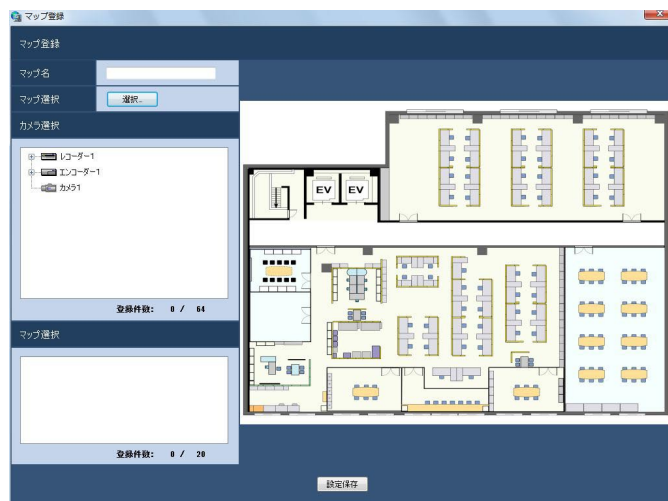 マップ登録
マップ登録
マップ名
マップ選択
選択..
カメラ選択
レコーダー1
エンコーダー1
カメラ1
登録件数: 0 / 64
マップ選択
登録件数: 0 / 20
EV EV
設定保存